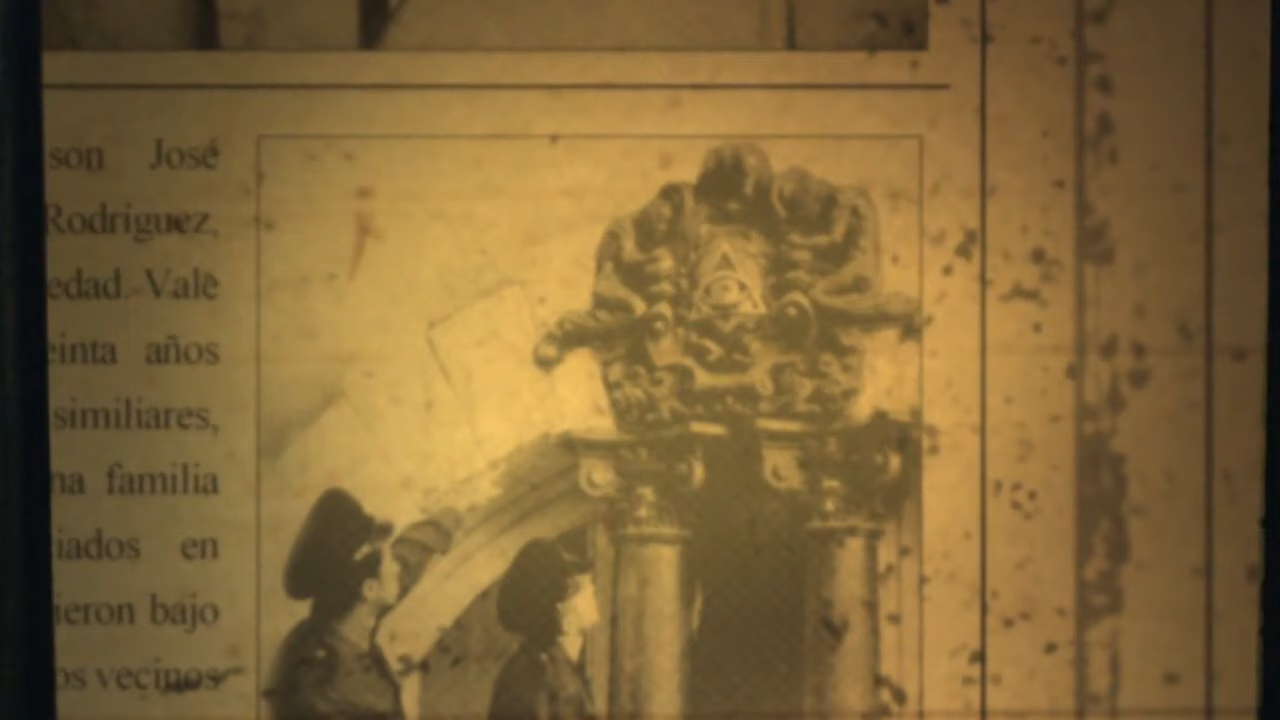 son José
Rodriguez,
edad. Vale
einta años
similiares,
na familia
iados en
ieron bajo
os vecinos